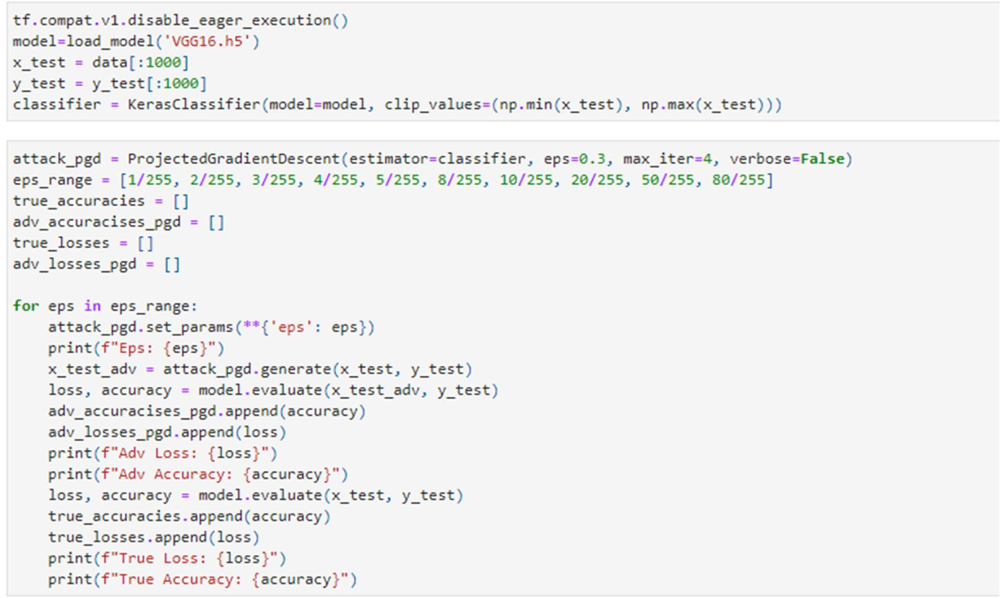 tf.compat.v1.disable_eager_execution()
model=load_model('VGG16.h5')
x_test = data[:1000]
y_test = y_test[:1000]
classifier = KerasClassifier(model=model, clip_values=(np.min(x_test), np.max(x_test)))
attack_pgd = ProjectedGradientDescent(estimator=classifier, eps=0.3, max_iter=4, verbose=False)
eps_range = [1/255, 2/255, 3/255, 4/255, 5/255, 8/255, 10/255, 20/255, 50/255, 80/255]
true_accuracies = []
adv_accuracises_pgd = []
true_losses = []
adv_losses_pgd = []
for eps in eps_range:
    attack_pgd.set_params(**{'eps': eps})
    print(f"Eps: {eps}")
    x_test_adv = attack_pgd.generate(x_test, y_test)
    loss, accuracy = model.evaluate(x_test_adv, y_test)
    adv_accuracises_pgd.append(accuracy)
    adv_losses_pgd.append(loss)
    print(f"Adv Loss: {loss}")
    print(f"Adv Accuracy: {accuracy}")
    loss, accuracy = model.evaluate(x_test, y_test)
    true_accuracies.append(accuracy)
    true_losses.append(loss)
    print(f"True Loss: {loss}")
    print(f"True Accuracy: {accuracy}")